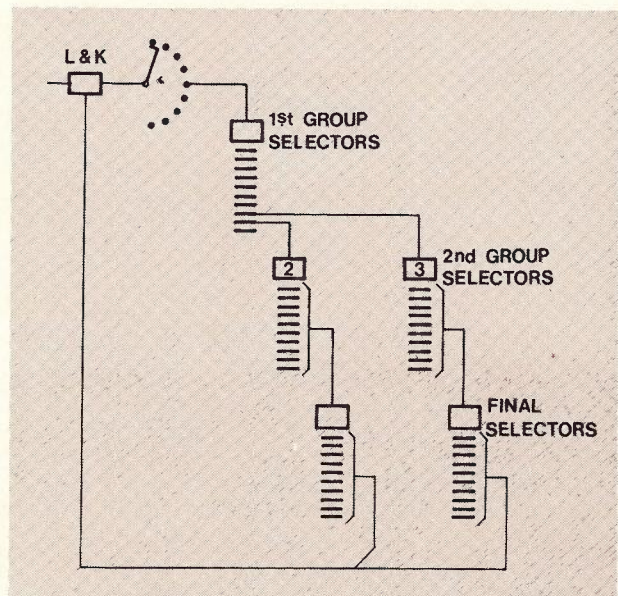 L & K
1st GROUP
SELECTORS
2
3
2nd GROUP
SELECTORS
FINAL
SELECTORS